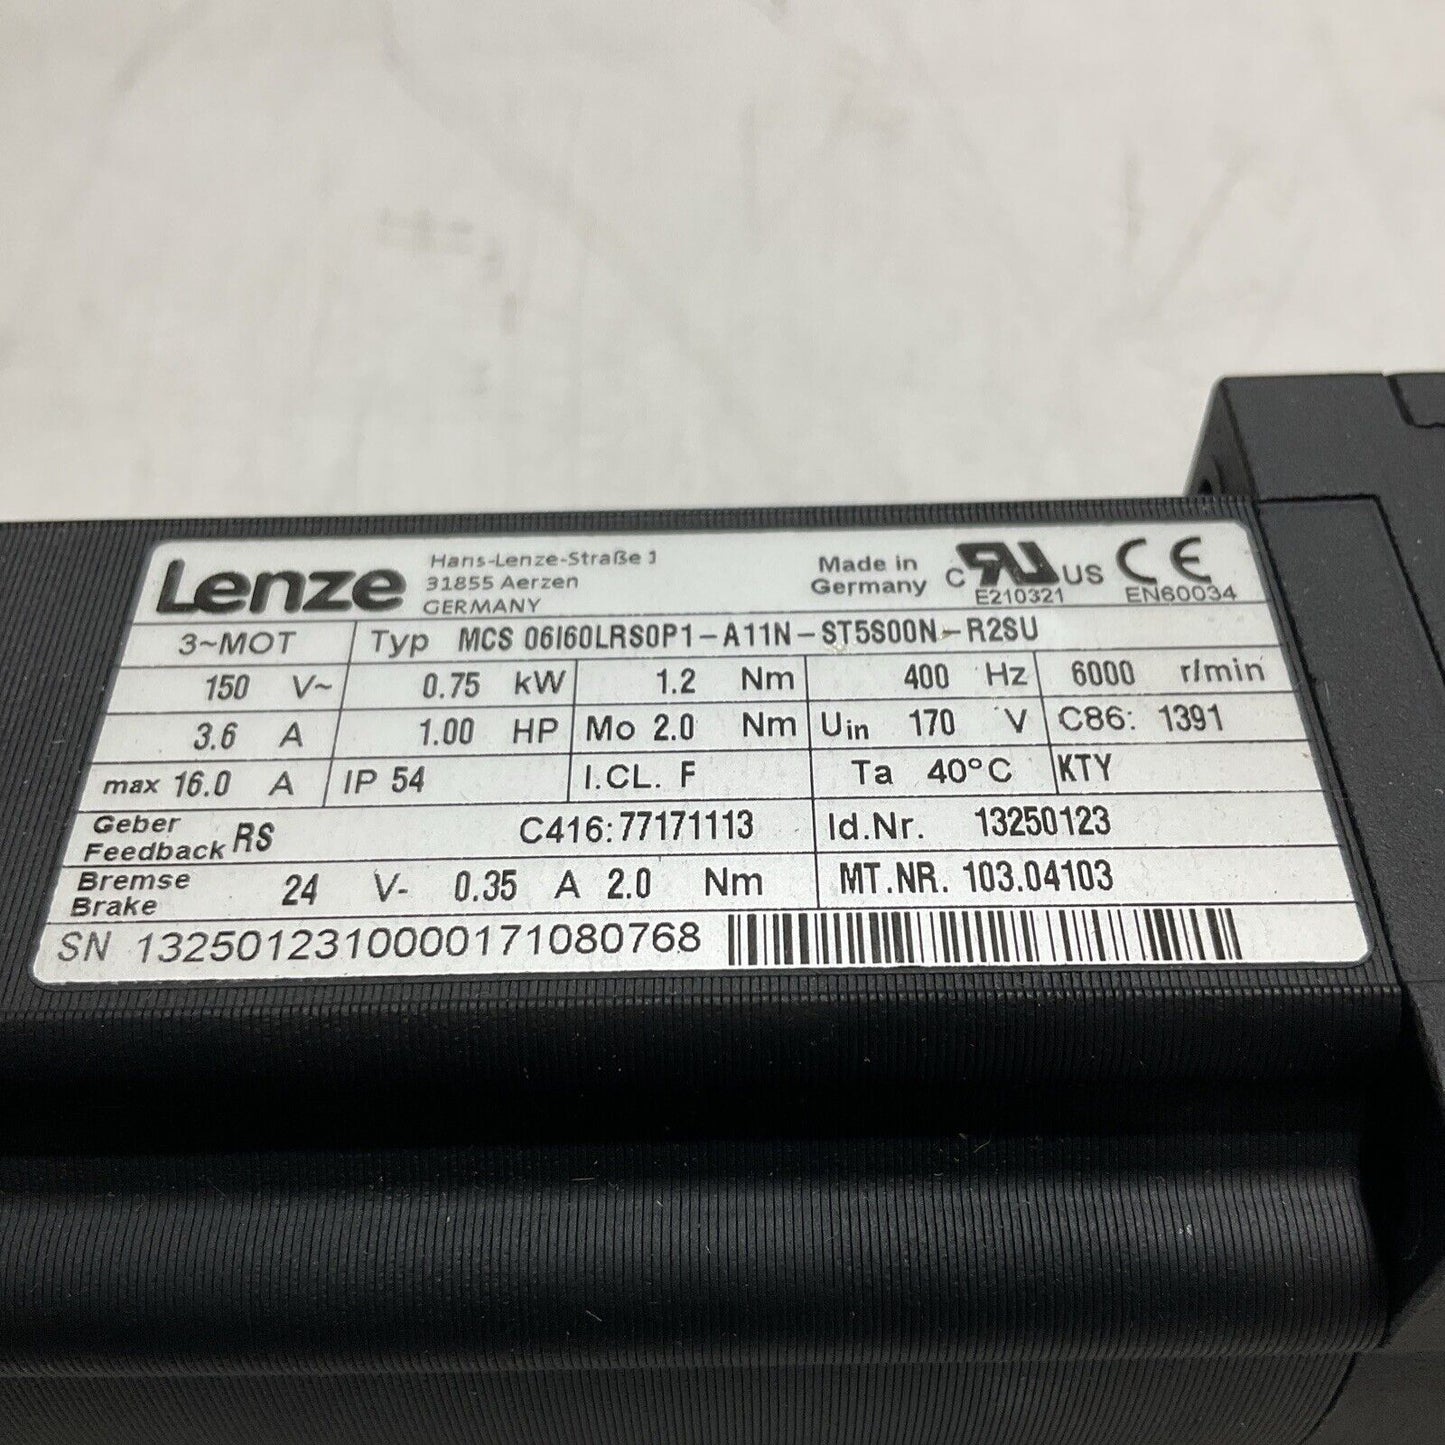 Lenze Hans-Lenze-Straße 1 Made in c RU US CE
31855 Aerzen Germany E210321 EN60034
GERMANY
3~MOT Typ MCS 06I60LRS0P1-A11N-ST5S00N-R2SU
150 V~ 0.75 kW 1.2 Nm 400 Hz 6000 r/min
3.6 A 1.00 HP Mo 2.0 Nm Uin 170 V C86: 1391
max 16.0 A IP 54 I.CL. F Ta 40°C KTY
Geber
Feedback RS C416:77171113 Id.Nr. 13250123
Bremse
Brake 24 V- 0.35 A 2.0 Nm MT.NR. 103.04103
SN 1325012310000171080768